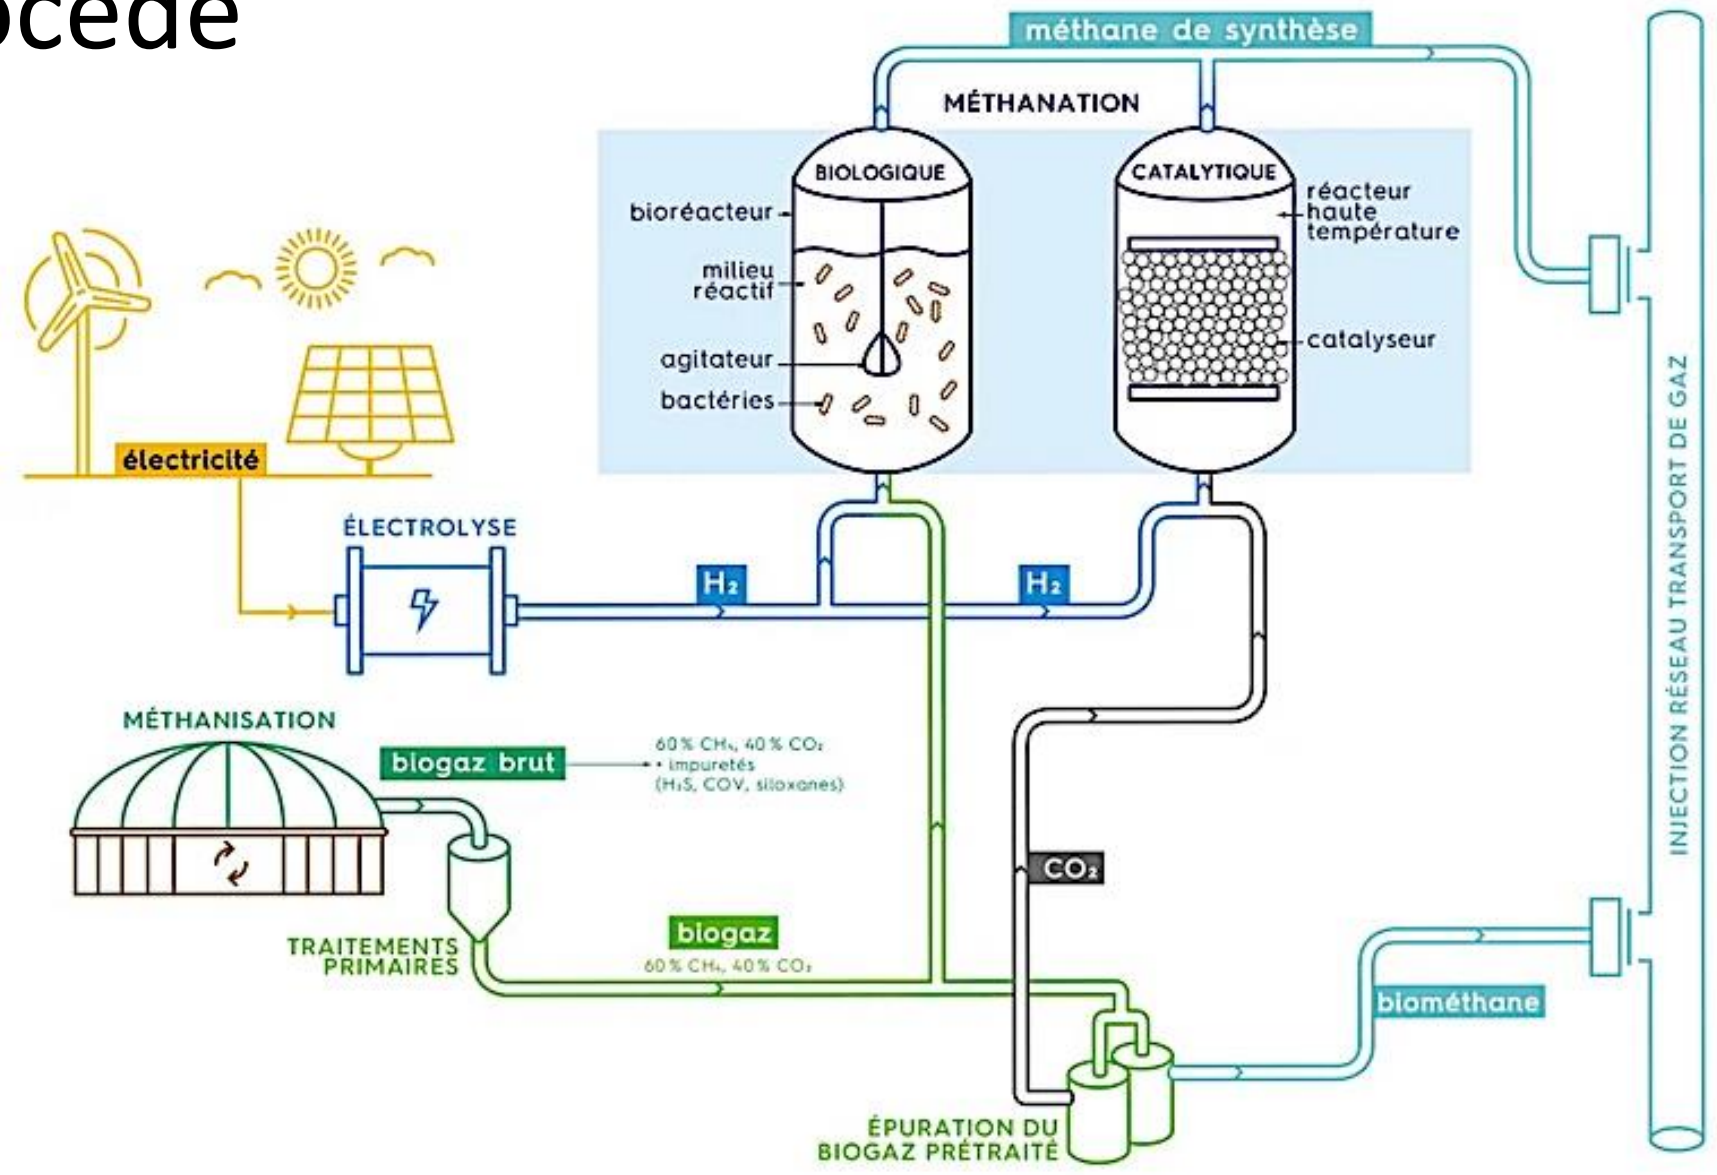 océdé
méthane de synthèse
MÉTHANATION
BIOLOGIQUE
bioréacteur
milieu
réactif
agitateur
bactéries
CATALYTIQUE
réacteur
haute
température
catalyseur
électricité
ÉLECTROLYSE
H₂
H₂
MÉTHANISATION
biogaz brut
60 % CH₄, 40 % CO₂
• impuretés
(H₂S, COV, siloxanes)
CO₂
TRAITEMENTS
PRIMAIRES
biogaz
60 % CH₄, 40 % CO₂
biométhane
ÉPURATION DU
BIOGAZ PRÉTRAITÉ
INJECTION RÉSEAU TRANSPORT DE GAZ